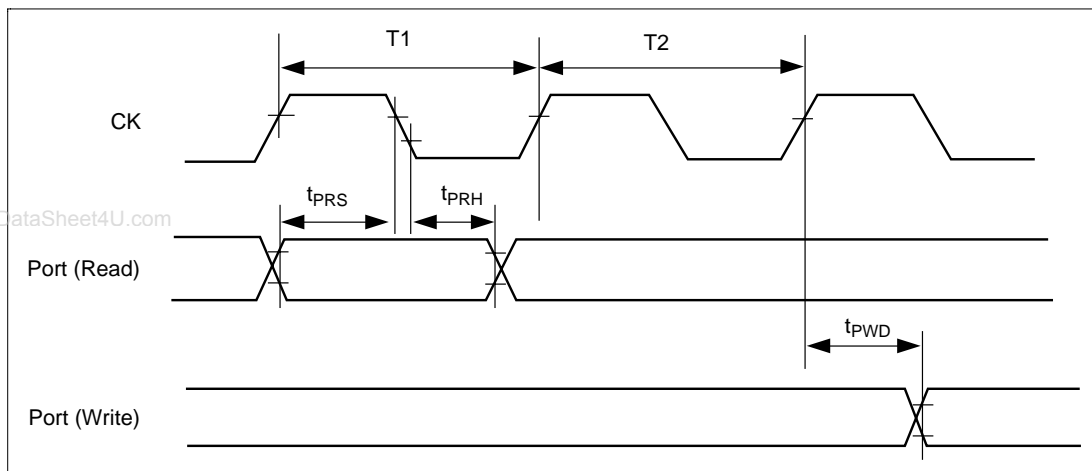 T1
T2
CK
tPRS
tPRH
DataSheet4U.com
Port (Read)
tPWD
Port (Write)